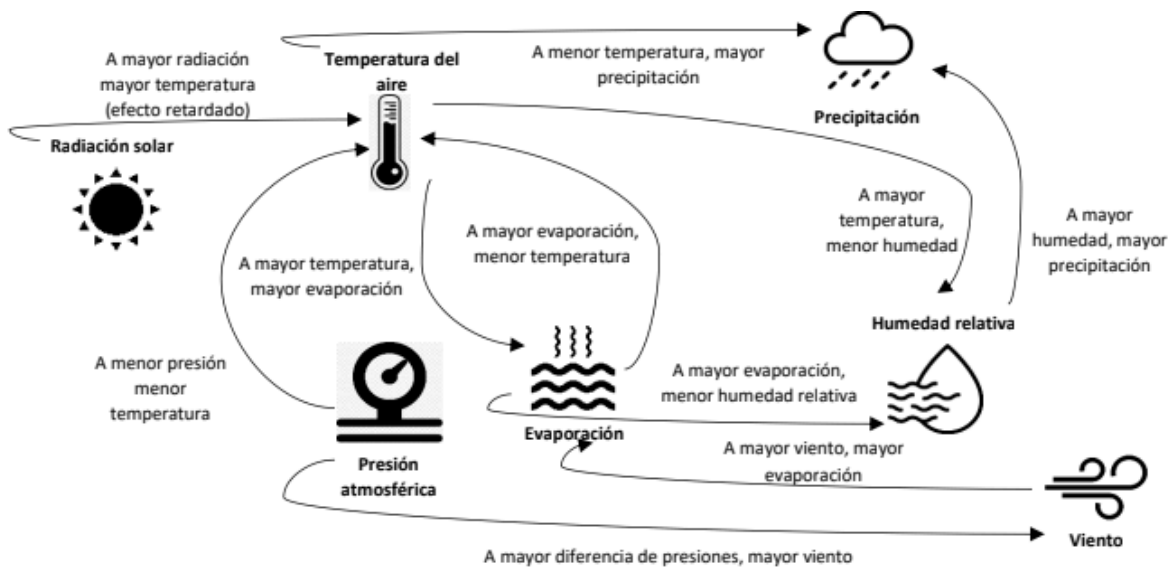 A menor temperatura, mayor
precipitación
Temperatura del
aire
A mayor radiación
mayor temperatura
(efecto retardado)
Radiación solar
Precipitación
A mayor
temperatura,
menor humedad
A mayor
humedad, mayor
precipitación
A mayor evaporación,
menor temperatura
A mayor temperatura,
mayor evaporación
Humedad relativa
A menor presión
menor
temperatura
A mayor evaporación,
menor humedad relativa
Evaporación
A mayor viento, mayor
evaporación
Presión
atmosférica
Viento
A mayor diferencia de presiones, mayor viento